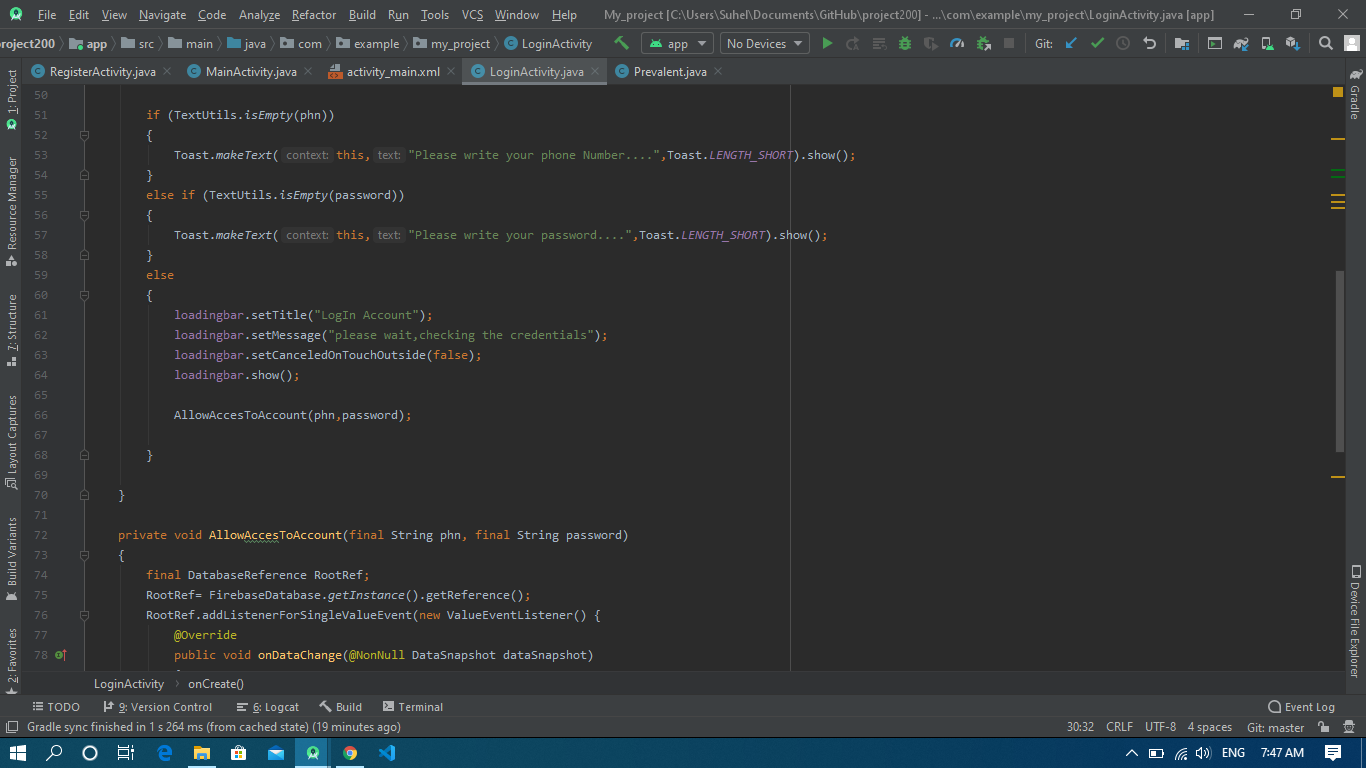 File Edit View Navigate Code Analyze Refactor Build Run Tools VCS Window Help My_project [C:\Users\Suhel\Documents\GitHub\project200] - ...\com\example\my_project\LoginActivity.java [app]
project200 app src main java com example my_project LoginActivity app No Devices Git:
RegisterActivity.java MainActivity.java activity_main.xml LoginActivity.java Prevalent.java
1: Project
Resource Manager
7: Structure
Layout Captures
Build Variants
2: Favorites
50
51 if (TextUtils.isEmpty(phn))
52 {
53 Toast.makeText( context: this, text: "Please write your phone Number....",Toast.LENGTH_SHORT).show();
54 }
55 else if (TextUtils.isEmpty(password))
56 {
57 Toast.makeText( context: this, text: "Please write your password....",Toast.LENGTH_SHORT).show();
58 }
59 else
60 {
61 loadingbar.setTitle("LogIn Account");
62 loadingbar.setMessage("please wait,checking the credentials");
63 loadingbar.setCanceledOnTouchOutside(false);
64 loadingbar.show();
65
66 AllowAccesToAccount(phn,password);
67
68 }
69
70 }
71
72 private void AllowAccesToAccount(final String phn, final String password)
73 {
74 final DatabaseReference RootRef;
75 RootRef= FirebaseDatabase.getInstance().getReference();
76 RootRef.addListenerForSingleValueEvent(new ValueEventListener() {
77 @Override
78 public void onDataChange(@NonNull DataSnapshot dataSnapshot)
Gradle
Device File Explorer
LoginActivity onCreate()
TODO 9: Version Control 6: Logcat Build Terminal Event Log
Gradle sync finished in 1 s 264 ms (from cached state) (19 minutes ago) 30:32 CRLF UTF-8 4 spaces Git: master
ENG 7:47 AM